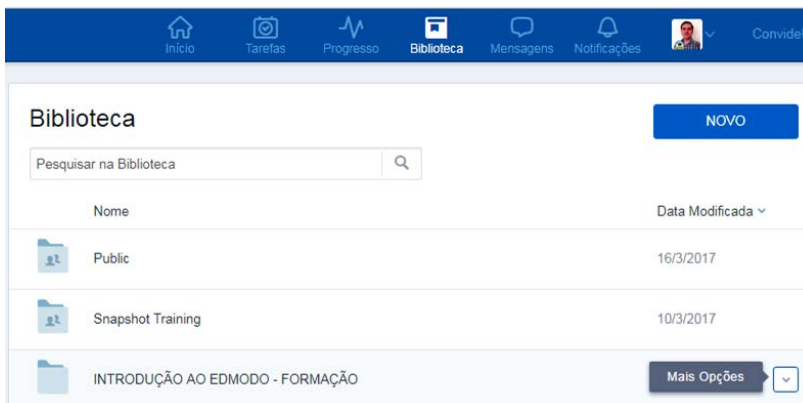 Início Tarefas Progresso Biblioteca Mensagens Notificações Convide!
Biblioteca
NOVO
Pesquisar na Biblioteca
Nome Data Modificada
Public 16/3/2017
Snapshot Training 10/3/2017
INTRODUÇÃO AO EDMODO - FORMAÇÃO Mais Opções